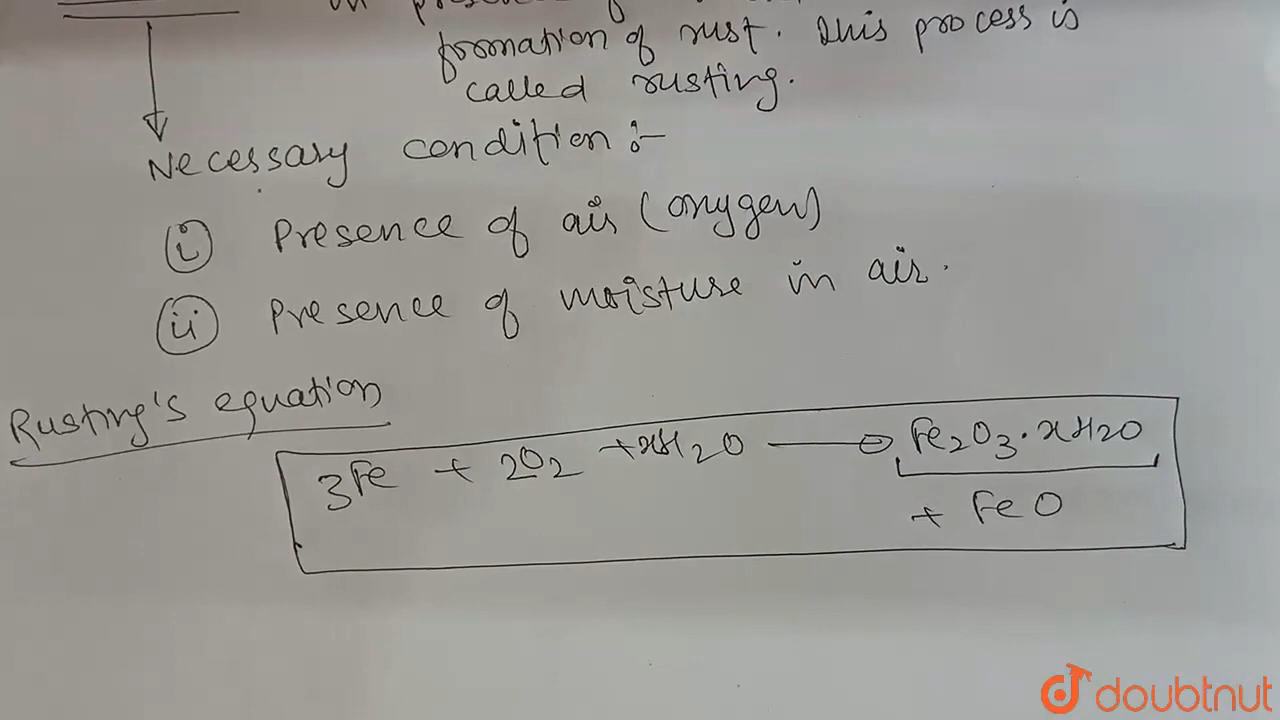 formation of rust. This process is
called rusting.
Necessary condition :-
(i) Presence of air (oxygen)
(ii) Presence of moisture in air.
Rusting's equation
3Fe + 2O2 + xH2O → Fe2O3·xH2O
+ FeO
doubtnut